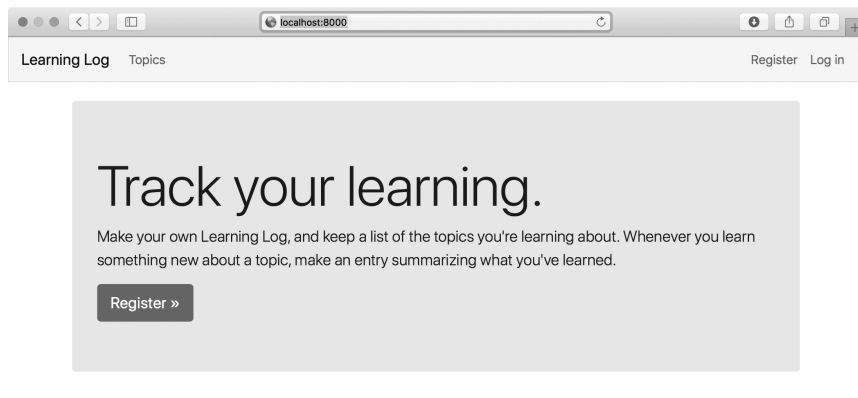 localhost:8000
Learning Log Topics Register Log in
Track your learning.
Make your own Learning Log, and keep a list of the topics you're learning about. Whenever you learn
something new about a topic, make an entry summarizing what you've learned.
Register »